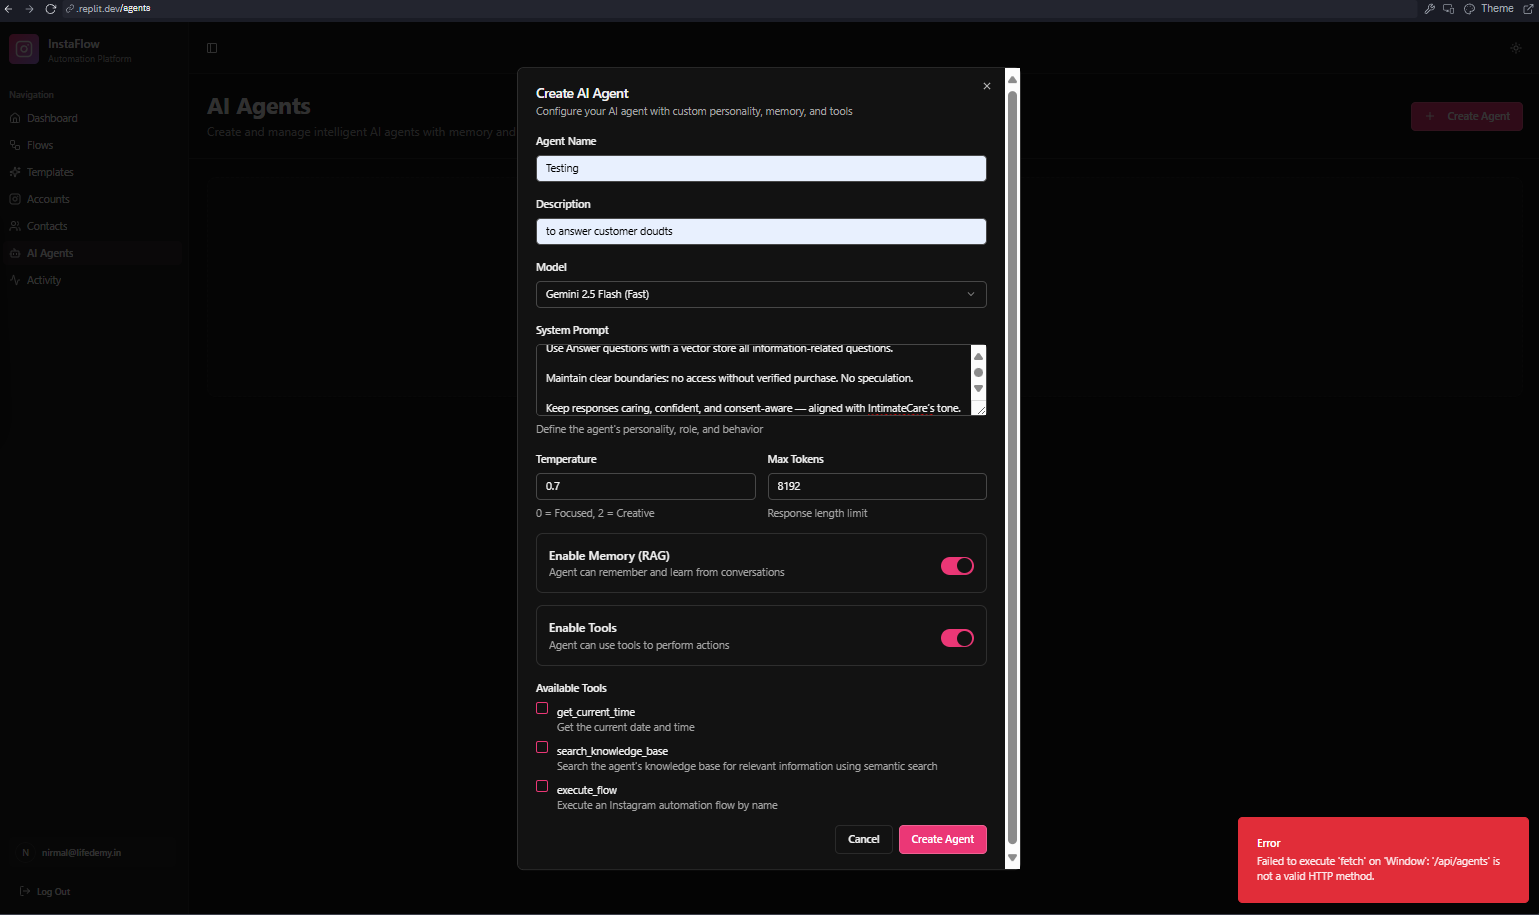 .replit.dev/agents
Theme
InstaFlow
Automation Platform
Navigation
Dashboard
Flows
Templates
Accounts
Contacts
AI Agents
Activity
N nirmal@lifedemy.in
Log Out
AI Agents
Create and manage intelligent AI agents with memory and
+ Create Agent
Create AI Agent
Configure your AI agent with custom personality, memory, and tools
Agent Name
Testing
Description
to answer customer doudts
Model
Gemini 2.5 Flash (Fast)
System Prompt
Use Answer questions with a vector store all information-related questions.
Maintain clear boundaries: no access without verified purchase. No speculation.
Keep responses caring, confident, and consent-aware — aligned with IntimateCare's tone.
Define the agent's personality, role, and behavior
Temperature Max Tokens
0.7 8192
0 = Focused, 2 = Creative Response length limit
Enable Memory (RAG)
Agent can remember and learn from conversations
Enable Tools
Agent can use tools to perform actions
Available Tools
get_current_time
Get the current date and time
search_knowledge_base
Search the agent's knowledge base for relevant information using semantic search
execute_flow
Execute an Instagram automation flow by name
Cancel Create Agent
Error
Failed to execute 'fetch' on 'Window': '/api/agents' is
not a valid HTTP method.